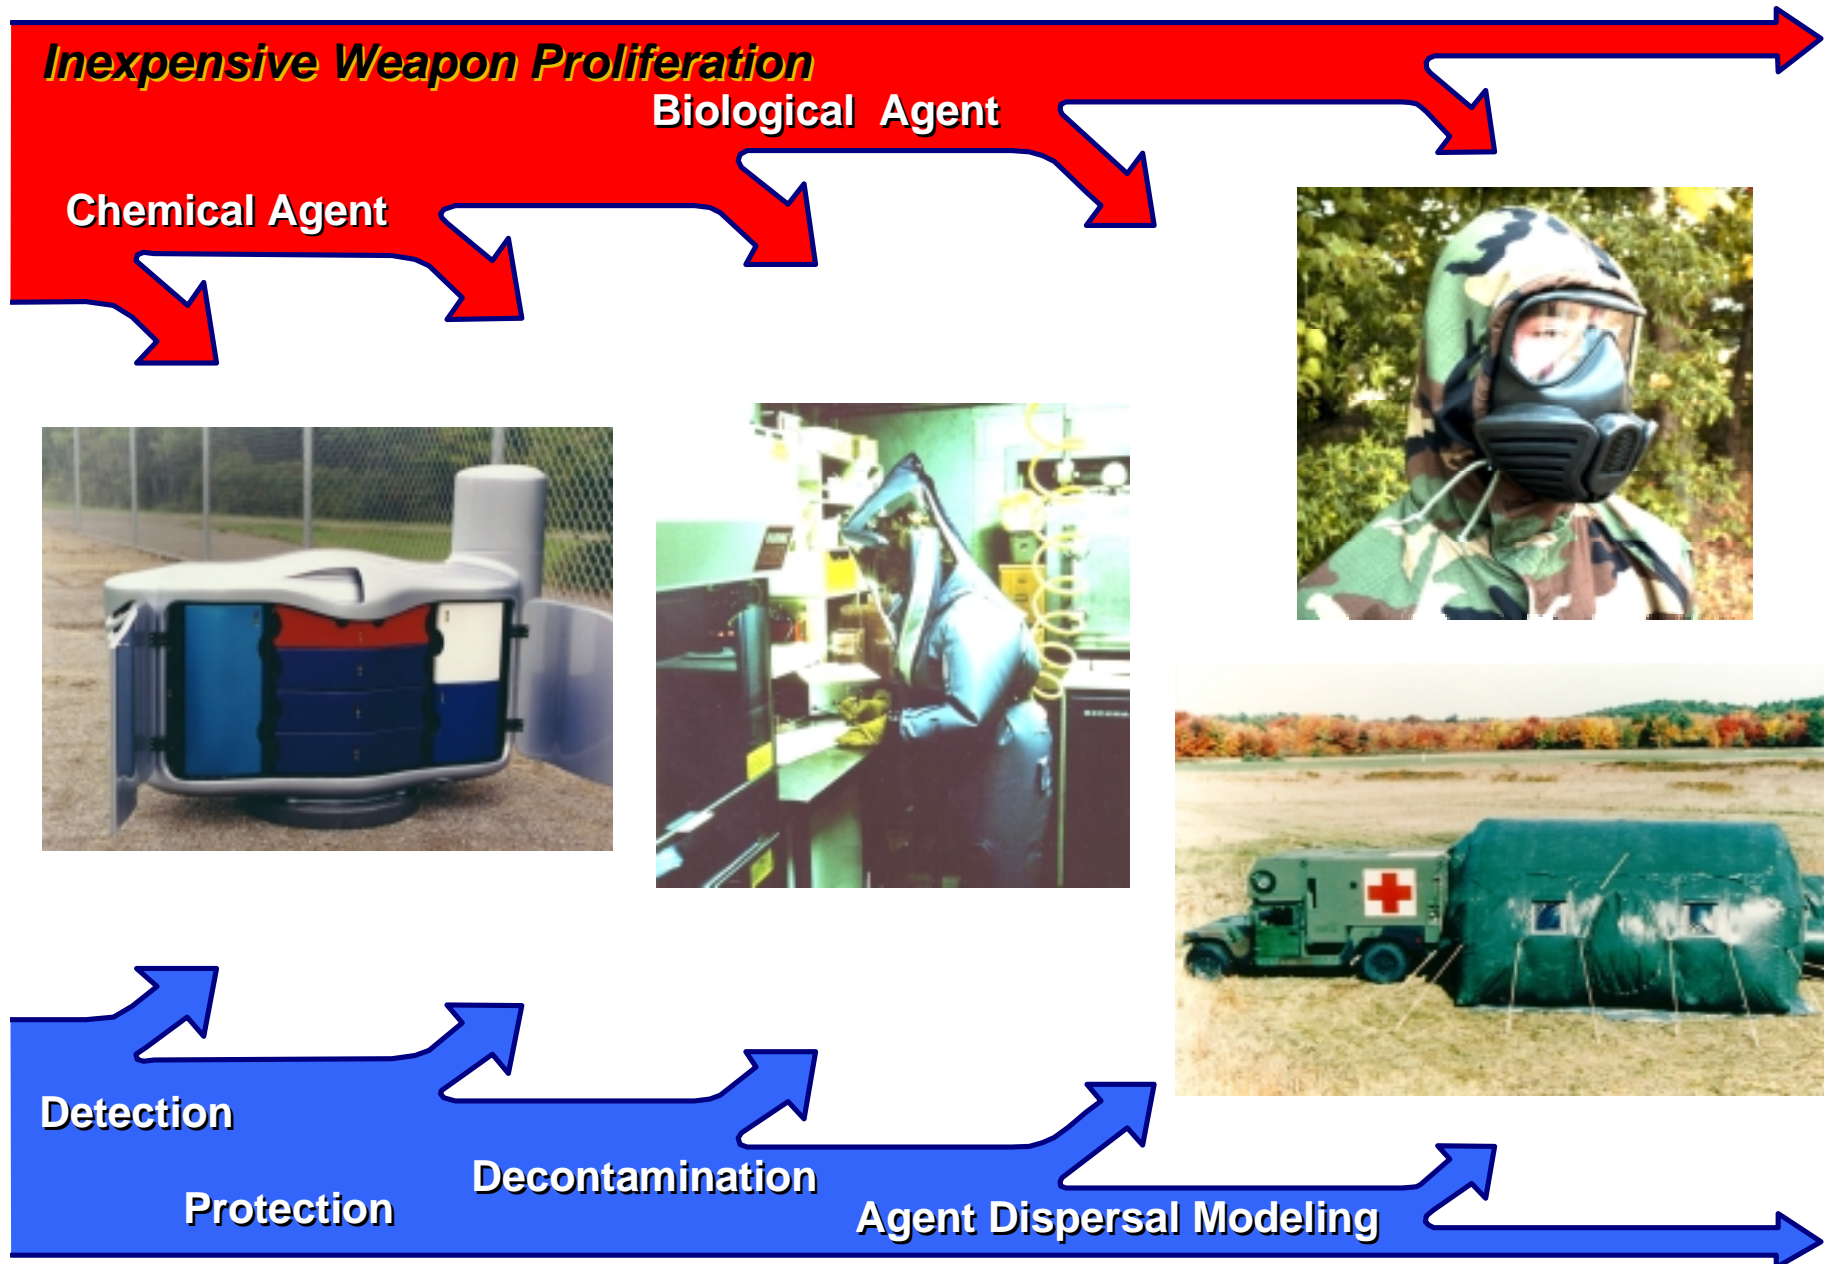 Inexpensive Weapon Proliferation
Biological Agent
Chemical Agent
Detection
Decontamination
Protection
Agent Dispersal Modeling